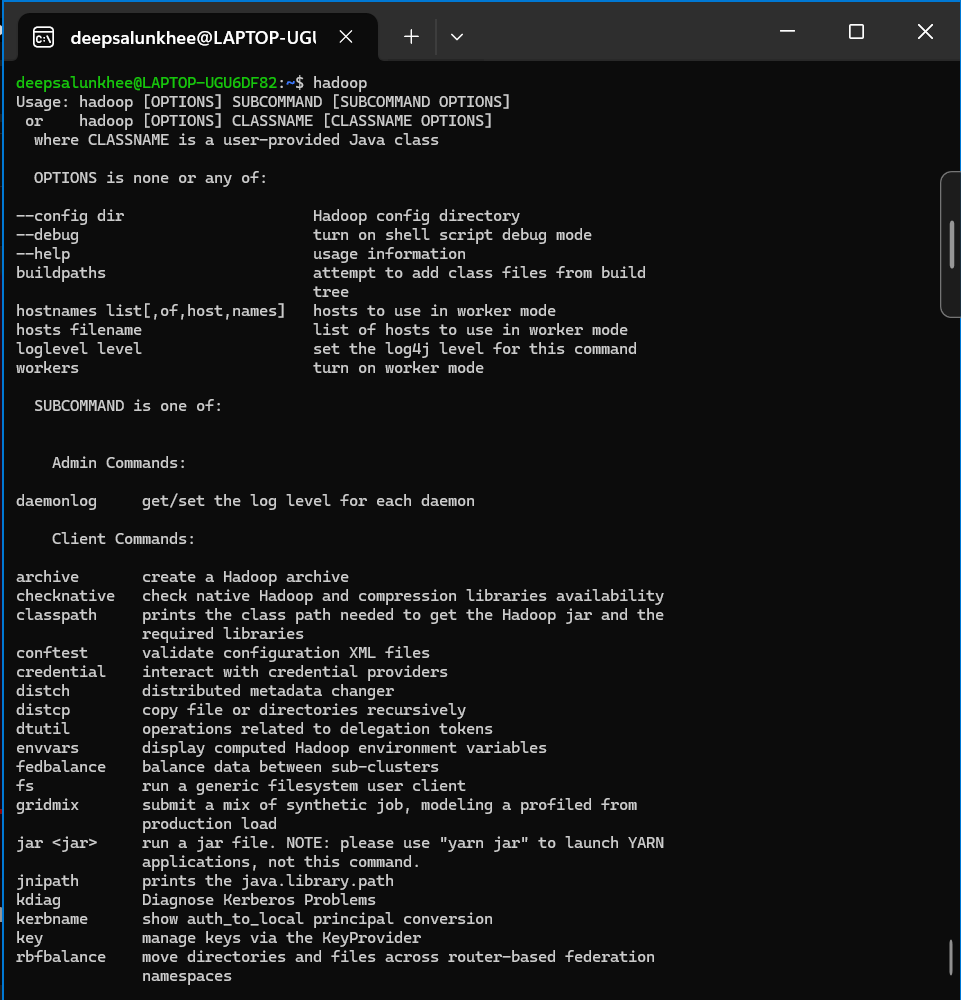 deepsalunkhee@LAPTOP-UGU
deepsalunkhee@LAPTOP-UGU6DF82:~$ hadoop
Usage: hadoop [OPTIONS] SUBCOMMAND [SUBCOMMAND OPTIONS]
 or    hadoop [OPTIONS] CLASSNAME [CLASSNAME OPTIONS]
  where CLASSNAME is a user-provided Java class

  OPTIONS is none or any of:

--config dir                     Hadoop config directory
--debug                          turn on shell script debug mode
--help                           usage information
buildpaths                       attempt to add class files from build
                                 tree
hostnames list[,of,host,names]   hosts to use in worker mode
hosts filename                   list of hosts to use in worker mode
loglevel level                   set the log4j level for this command
workers                          turn on worker mode

  SUBCOMMAND is one of:


    Admin Commands:

daemonlog     get/set the log level for each daemon

    Client Commands:

archive       create a Hadoop archive
checknative   check native Hadoop and compression libraries availability
classpath     prints the class path needed to get the Hadoop jar and the
              required libraries
conftest      validate configuration XML files
credential    interact with credential providers
distch        distributed metadata changer
distcp        copy file or directories recursively
dtutil        operations related to delegation tokens
envvars       display computed Hadoop environment variables
fedbalance    balance data between sub-clusters
fs            run a generic filesystem user client
gridmix       submit a mix of synthetic job, modeling a profiled from
              production load
jar <jar>     run a jar file. NOTE: please use "yarn jar" to launch YARN
              applications, not this command.
jnipath       prints the java.library.path
kdiag         Diagnose Kerberos Problems
kerbname      show auth_to_local principal conversion
key           manage keys via the KeyProvider
rbfbalance    move directories and files across router-based federation
              namespaces